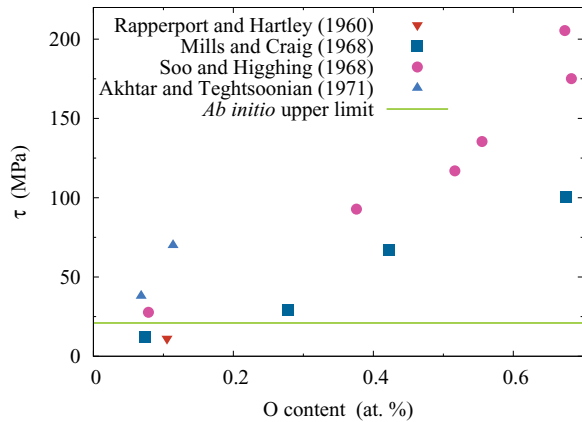 Rapperport and Hartley (1960)
Mills and Craig (1968)
Soo and Higghing (1968)
Akhtar and Teghtsoonian (1971)
Ab initio upper limit
200
150
100
50
0
τ (MPa)
0 0.2 0.4 0.6
O content (at. %)